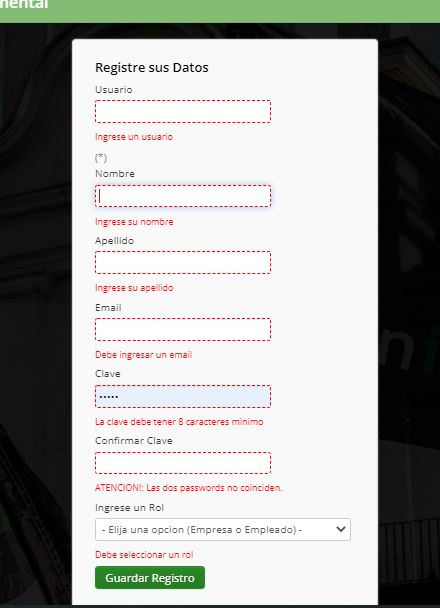 mental
Registre sus Datos
Usuario
Ingrese un usuario
(*)
Nombre
Ingrese su nombre
Apellido
Ingrese su apellido
Email
Debe ingresar un email
Clave
•••••
La clave debe tener 8 caracteres minimo
Confirmar Clave
ATENCION!: Las dos passwords no coinciden.
Ingrese un Rol
- Elija una opcion (Empresa o Empleado) -
Debe seleccionar un rol
Guardar Registro